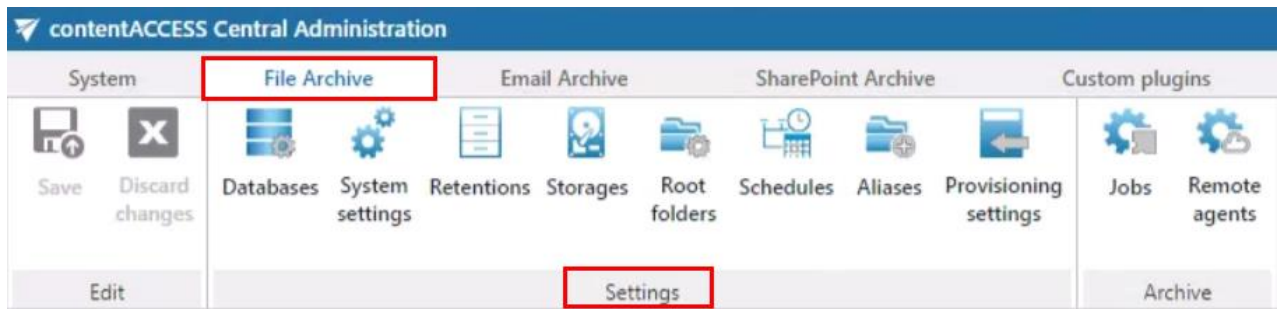 contentACCESS Central Administration
System File Archive Email Archive SharePoint Archive Custom plugins
Save Discard changes Databases System settings Retentions Storages Root folders Schedules Aliases Provisioning settings Jobs Remote agents
Edit Settings Archive